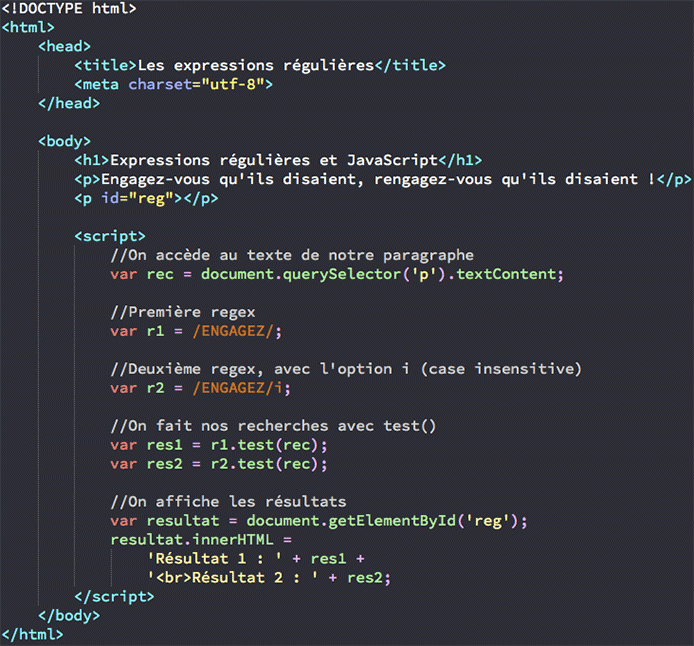 <!DOCTYPE html>
<html>
<head>
<title>Les expressions régulières</title>
<meta charset="utf-8">
</head>
<body>
<h1>Expressions régulières et JavaScript</h1>
<p>Engagez-vous qu'ils disaient, rengagez-vous qu'ils disaient !</p>
<p id="reg"></p>
<script>
//On accède au texte de notre paragraphe
var rec = document.querySelector('p').textContent;
//Première regex
var r1 = /ENGAGEZ/;
//Deuxième regex, avec l'option i (case insensitive)
var r2 = /ENGAGEZ/i;
//On fait nos recherches avec test()
var res1 = r1.test(rec);
var res2 = r2.test(rec);
//On affiche les résultats
var resultat = document.getElementById('reg');
resultat.innerHTML =
'Résultat 1 : ' + res1 +
'<br>Résultat 2 : ' + res2;
</script>
</body>
</html>